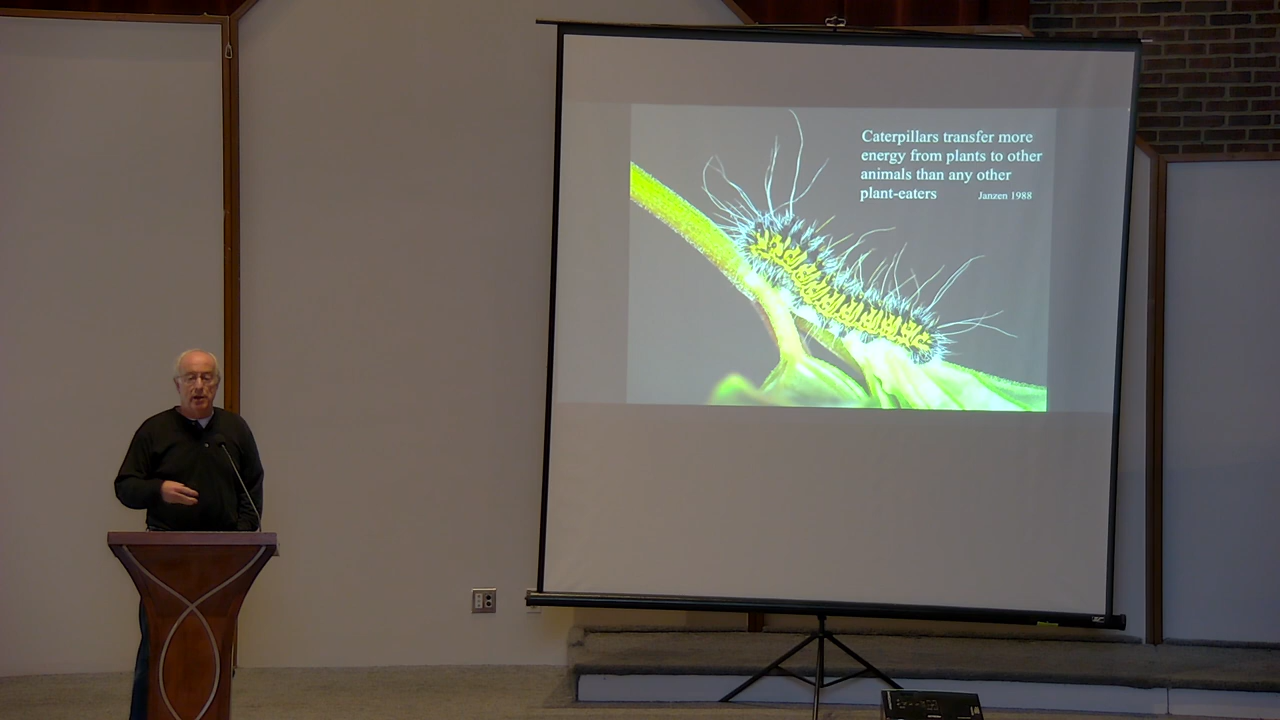 Caterpillars transfer more
energy from plants to other
animals than any other
plant-eaters Janzen 1988